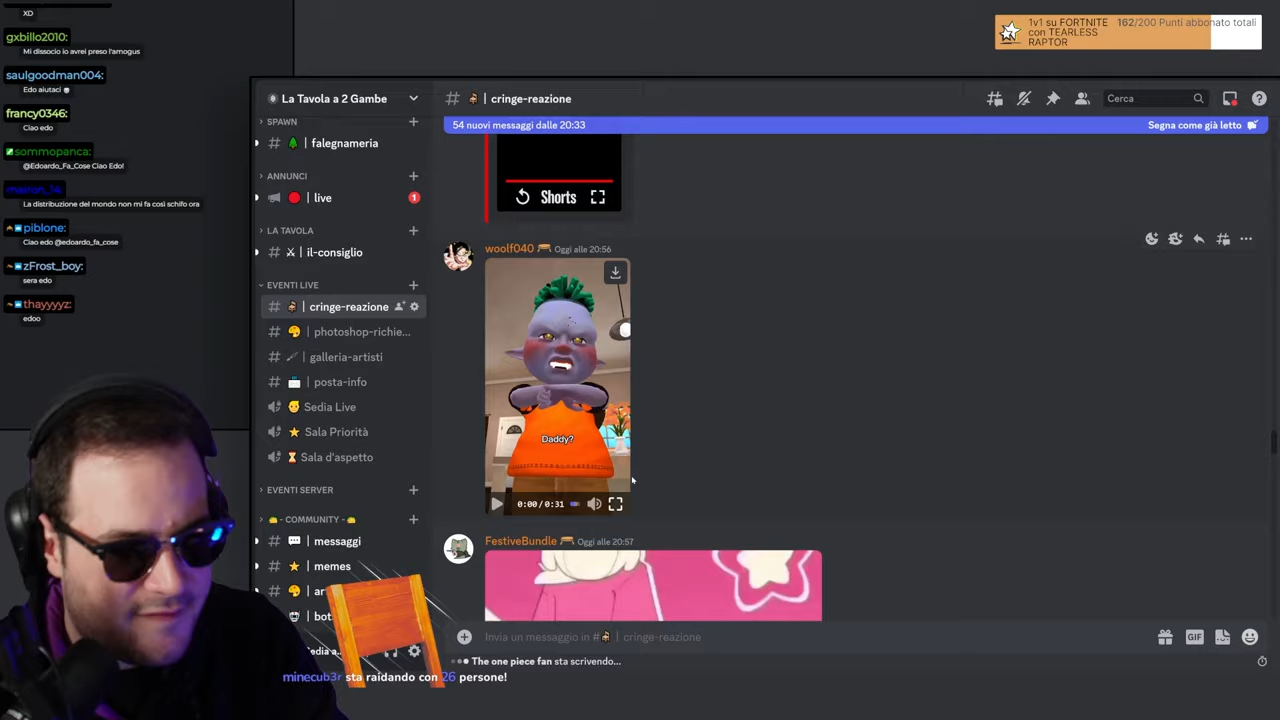 XD
gxbillo2010:
Mi dissocio io avrei preso l'amogus
saulgoodman004:
Edo aiutaci
francy0346:
Ciao edo
sommopanca:
@Edoardo_Fa_Cose Ciao Edo!
mairon_14:
La distribuzione del mondo non mi fa così schifo ora
piblone:
Ciao edo @edoardo_fa_cose
zFrost_boy:
sera edo
thayyyyz:
edoo
1v1 su FORTNITE con TEARLESS RAPTOR
162/200 Punti abbonato totali
La Tavola a 2 Gambe
SPAWN
falegnameria
ANNUNCI
live
1
LA TAVOLA
il-consiglio
EVENTI LIVE
cringe-reazione
photoshop-richie...
galleria-artisti
posta-info
Sedia Live
Sala Priorità
Sala d'aspetto
EVENTI SERVER
- COMMUNITY -
messaggi
memes
ar
bot
edia a..
# | cringe-reazione
Cerca
54 nuovi messaggi dalle 20:33
Segna come già letto
Shorts
woolf040 Oggi alle 20:56
Daddy?
0:00/0:31
FestiveBundle Oggi alle 20:57
Invia un messaggio in # | cringe-reazione
GIF
The one piece fan sta scrivendo...
minecub3r sta raidando con 26 persone!